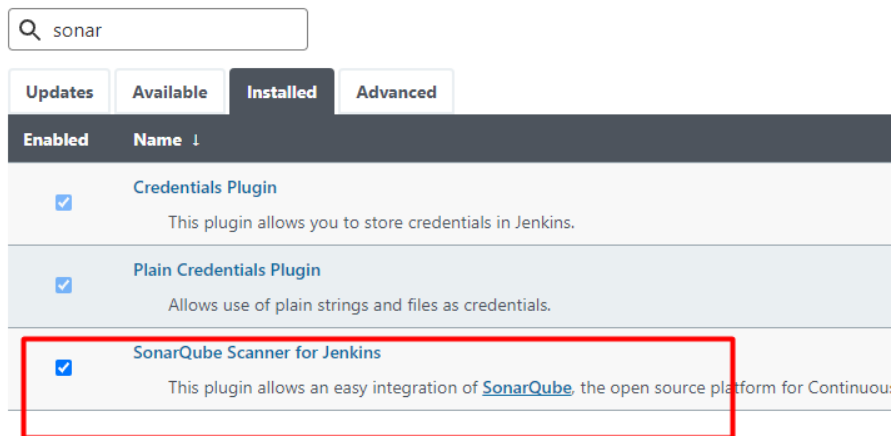 sonar
Updates Available Installed Advanced
Enabled Name ↓
Credentials Plugin
This plugin allows you to store credentials in Jenkins.
Plain Credentials Plugin
Allows use of plain strings and files as credentials.
SonarQube Scanner for Jenkins
This plugin allows an easy integration of SonarQube, the open source platform for Continuous